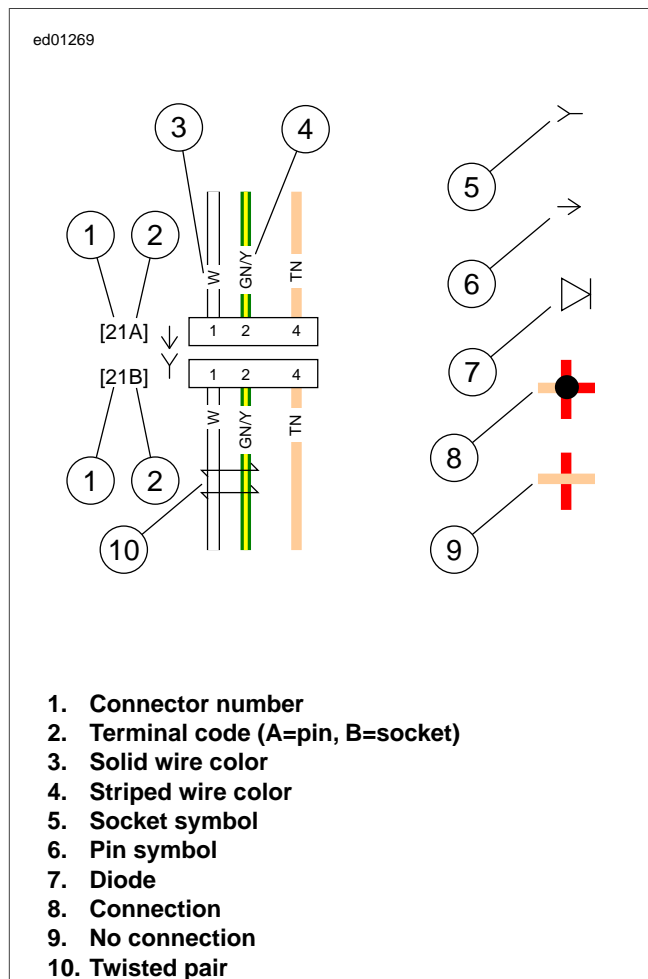 ed01269
3
4
5
1
2
W
GN/Y
TN
6
[21A]
1
2
4
7
[21B]
1
2
4
W
GN/Y
TN
8
1
2
10
9
1. Connector number
2. Terminal code (A=pin, B=socket)
3. Solid wire color
4. Striped wire color
5. Socket symbol
6. Pin symbol
7. Diode
8. Connection
9. No connection
10. Twisted pair